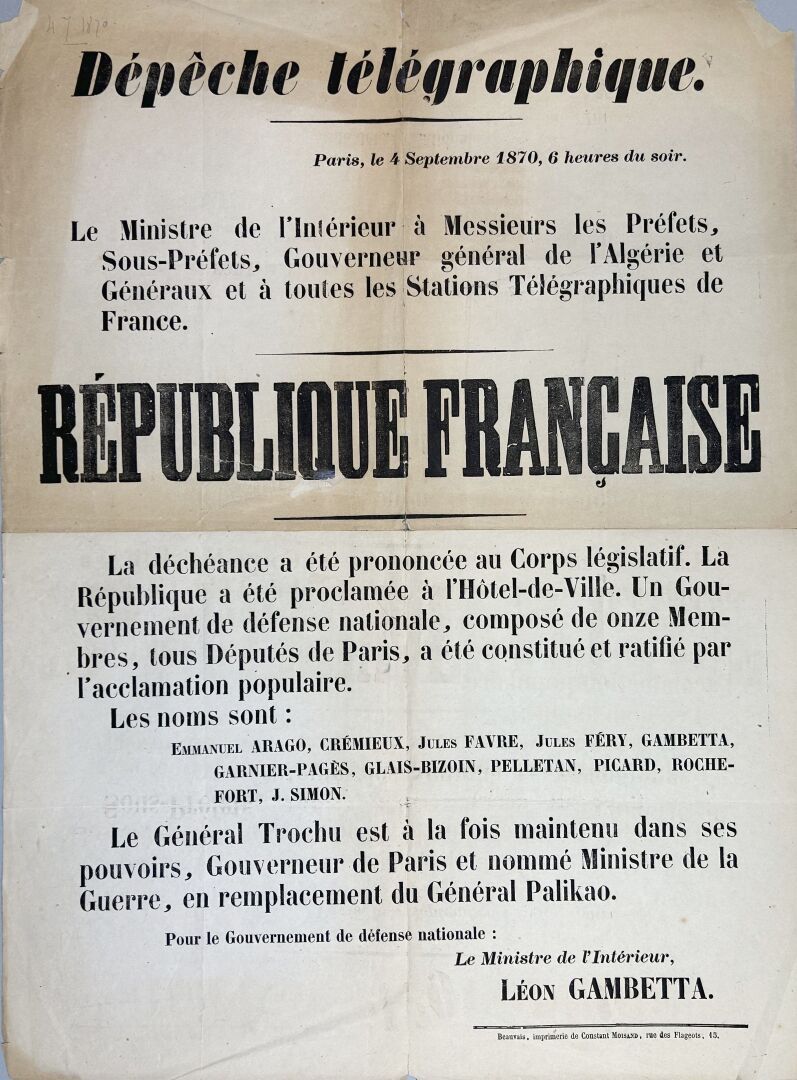 Dépêche télégraphique.
Paris, le 4 Septembre 1870, 6 heures du soir.
Le Ministre de l'Intérieur à Messieurs les Préfets,
Sous-Préfets, Gouverneur général de l'Algérie et
Généraux et à toutes les Stations Télégraphiques de
France.
RÉPUBLIQUE FRANÇAISE
La déchéance a été prononcée au Corps législatif. La
République a été proclamée à l'Hôtel-de-Ville. Un Gou-
vernement de défense nationale, composé de onze Mem-
bres, tous Députés de Paris, a été constitué et ratifié par
l'acclamation populaire.
Les noms sont :
Emmanuel ARAGO, CRÉMIEUX, Jules FAVRE, Jules FÉRY, GAMBETTA,
GARNIER-PAGÈS, GLAIS-BIZOIN, PELLETAN, PICARD, ROCHE-
FORT, J. SIMON.
Le Général Trochu est à la fois maintenu dans ses
pouvoirs, Gouverneur de Paris et nommé Ministre de la
Guerre, en remplacement du Général Palikao.
Pour le Gouvernement de défense nationale :
Le Ministre de l'Intérieur,
Léon GAMBETTA.
Beauvais, imprimerie de Constant Moisand, rue des Flageots, 15.